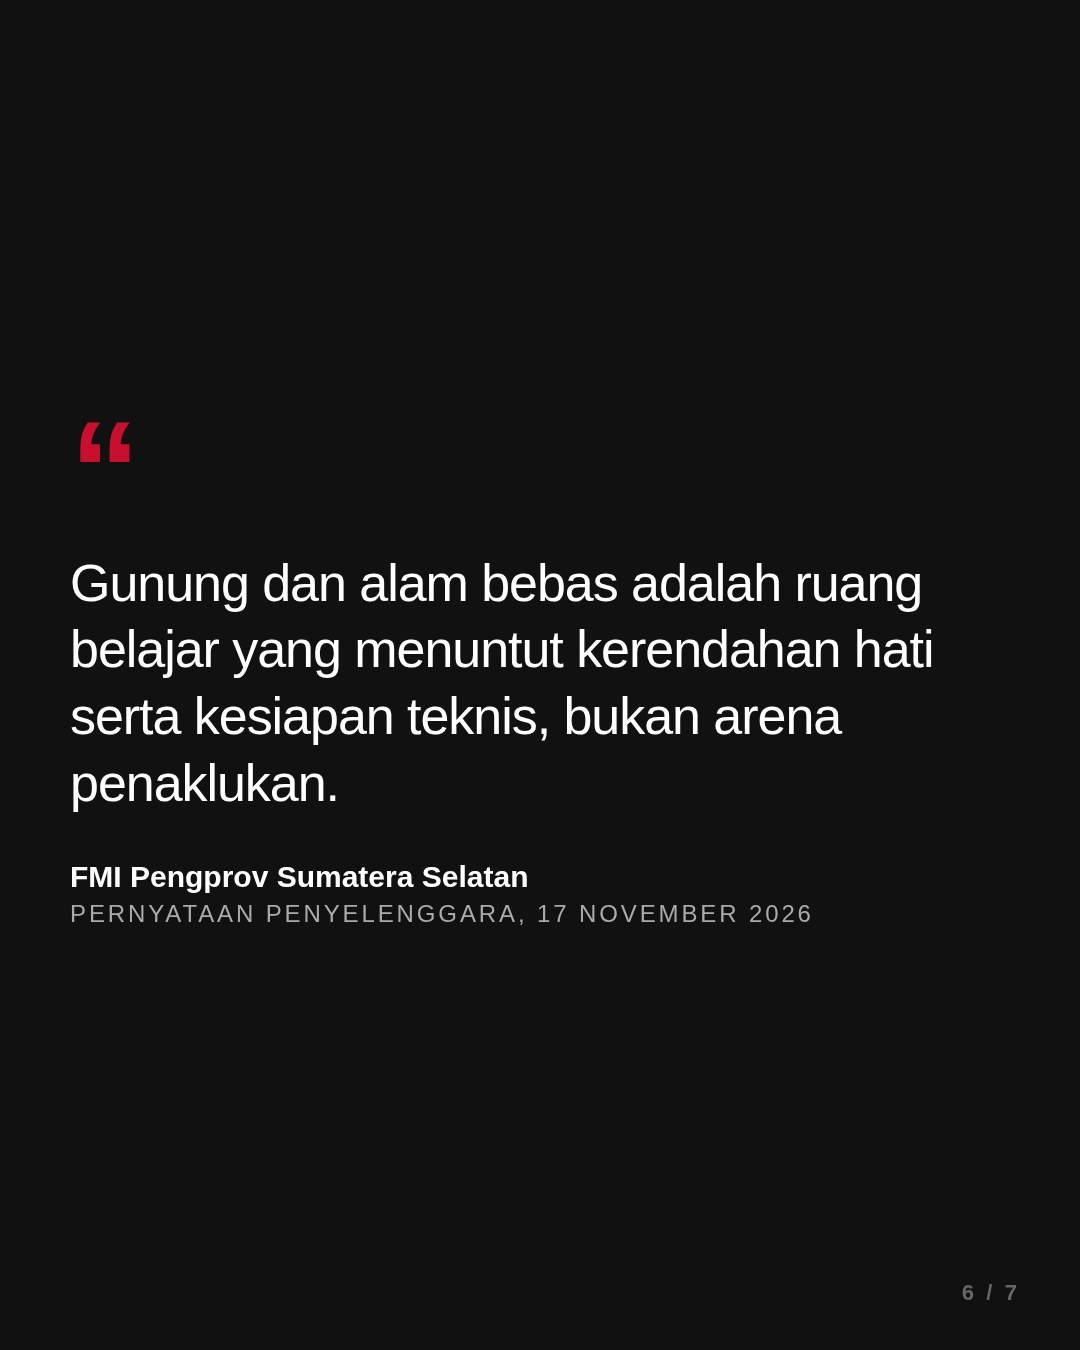 “
Gunung dan alam bebas adalah ruang
belajar yang menuntut kerendahan hati
serta kesiapan teknis, bukan arena
penaklukan.
FMI Pengprov Sumatera Selatan
PERNYATAAN PENYELENGGARA, 17 NOVEMBER 2026
6 / 7